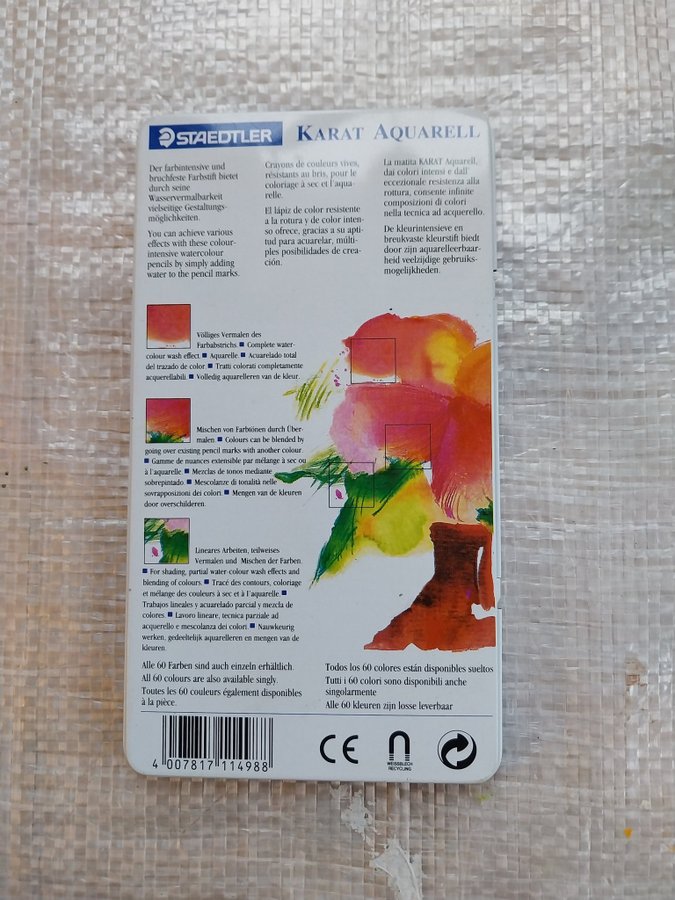 STAEDTLER KARAT AQUARELL
Der farbintensive und
bruchfeste Farbstift bietet
durch seine
Wasservermalbarkeit
vielseitige Gestaltungs-
möglichkeiten.
You can achieve various
effects with these colour-
intensive watercolour
pencils by simply adding
water to the pencil marks.
Crayons de couleurs vives,
résistants au bris, pour le
coloriage à sec et l'aqua-
relle.
El lápiz de color resistente
a la rotura y de color inten-
so ofrece, gracias a su apti-
tud para acuarelar, múlti-
ples posibilidades de crea-
ción.
La matita KARAT Aquarell,
dai colori intensi e dall'
eccezionale resistenza alla
rottura, consente infinite
composizioni di colori
nella tecnica ad acquerello.
De kleurintensieve en
breukvaste kleurstift biedt
door zijn aquarelleerbaar-
heid veelzijdige gebruiks-
mogelijkheden.
Völliges Vermalen des
Farbabstrichs. ■ Complete water-
colour wash effect. ■ Aquarelle. ■ Acuarelado total
del trazado de color. ■ Tratti colorati completamente
acquerellabili. ■ Volledig aquarelleren van de kleur.
Mischen von Farbtönen durch Über-
malen. ■ Colours can be blended by
going over existing pencil marks with another colour.
■ Gamme de nuances extensible par mélange à sec ou
à l'aquarelle. ■ Mezclas de tonos mediante
sobrepintado. ■ Mescolanze di tonalità nelle
sovrapposizioni dei colori. ■ Mengen van de kleuren
door overschilderen.
Lineares Arbeiten, teilweises
Vermalen und Mischen der Farben.
■ For shading, partial water-colour wash effects and
blending of colours. ■ Tracé des contours, coloriage
et mélange des couleurs à sec et à l'aquarelle. ■
Trabajos lineales y acuarelado parcial y mezcla de
colores. ■ Lavoro lineare, tecnica parziale ad
acquerello e mescolanza dei colori. ■ Nauwkeurig
werken, gedeeltelijk aquarelleren en mengen van de
kleuren.
Alle 60 Farben sind auch einzeln erhältlich.
All 60 colours are also available singly.
Toutes les 60 couleurs également disponibles
à la pièce.
Todos los 60 colores están disponibles sueltos
Tutti i 60 colori sono disponibili anche
singolarmente
Alle 60 kleuren zijn losse leverbaar
4 007817 114988
CE
WEISSBLECH
RECYCLING